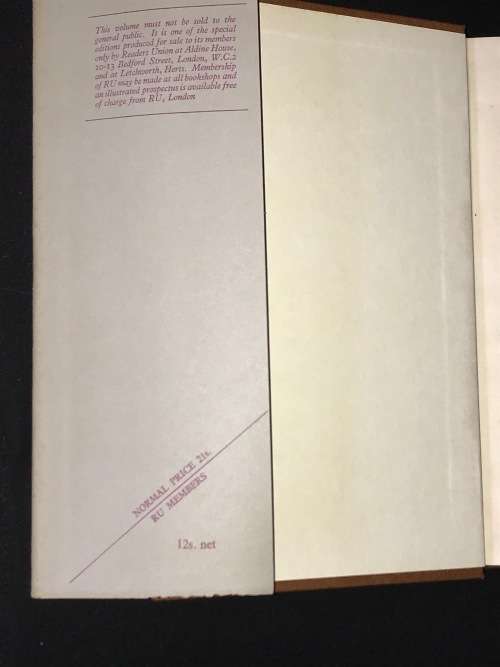 This volume must not be sold to the
general public. It is one of the special
editions produced for sale to its members
only by Readers Union at Aldine House,
10-13 Bedford Street, London, W.C.2
and at Letchworth, Herts. Membership
of RU may be made at all bookshops and
an illustrated prospectus is available free
of charge from RU, London
NORMAL PRICE 21s.
RU MEMBERS
12s. net